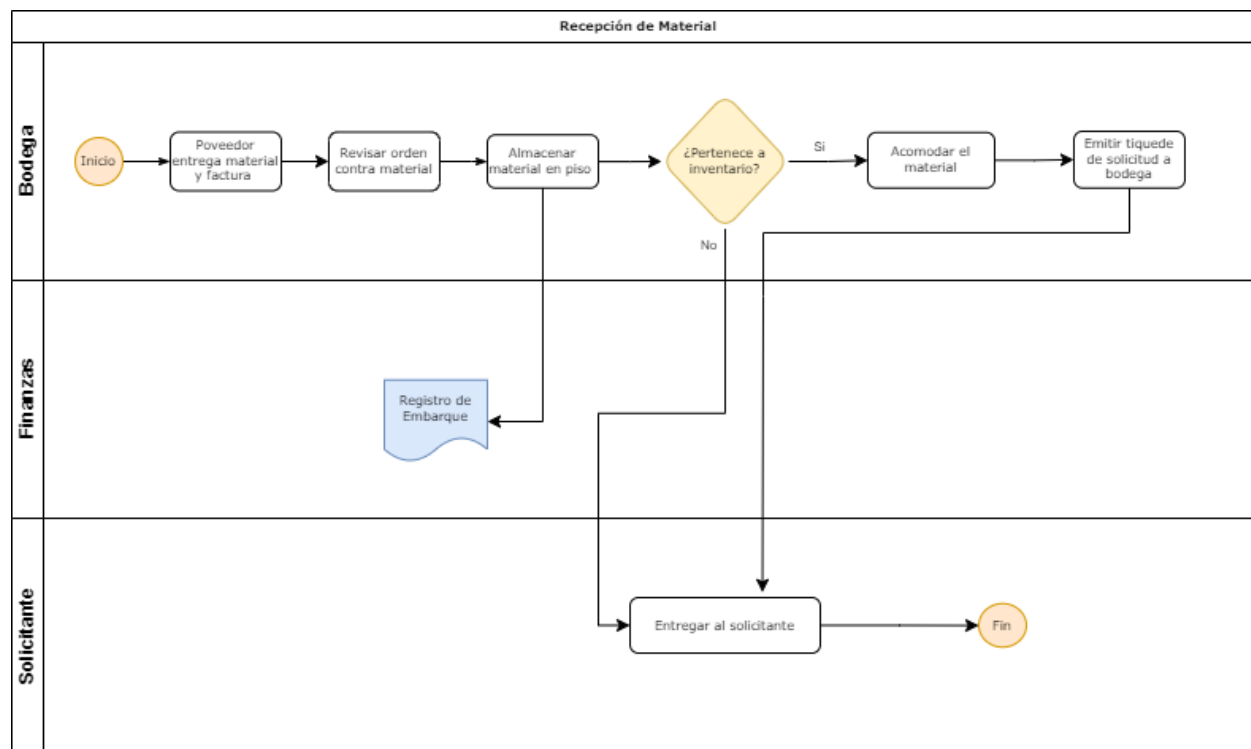 Recepción de Material
Bodega
Inicio
Poveedor
entrega material
y factura
Revisar orden
contra material
Almacenar
material en piso
¿Pertenece a
inventario?
Si
Acomodar el
material
Emitir tiquede
de solicitud a
bodega
No
Finanzas
Registro de
Embarque
Solicitante
Entregar al solicitante
Fin